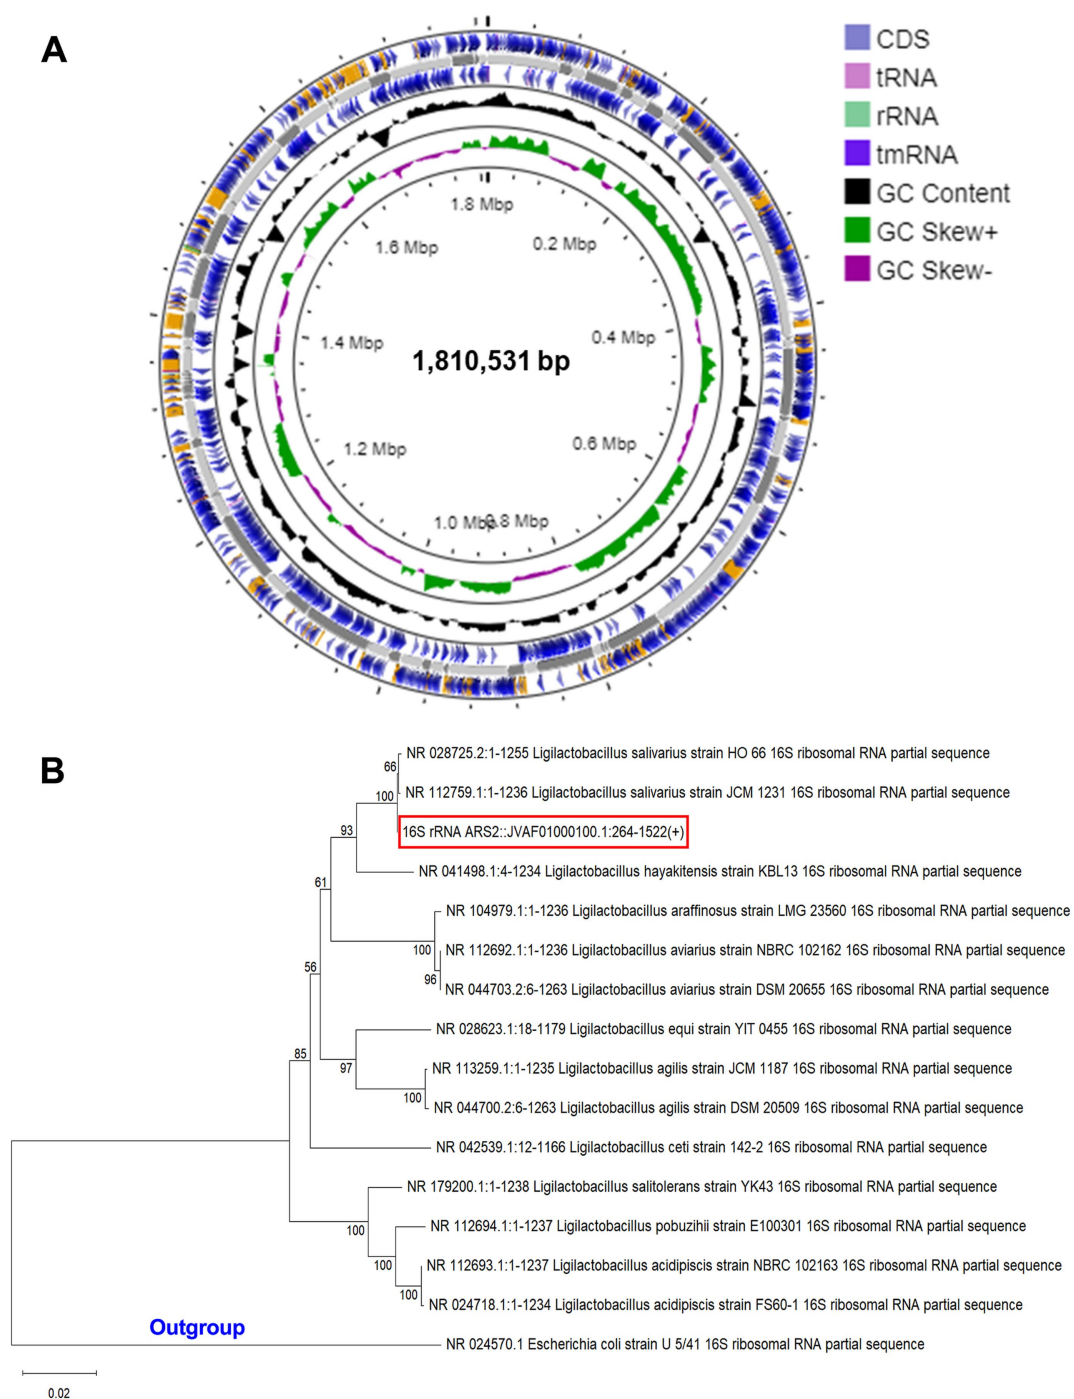 A
CDS
tRNA
rRNA
tmRNA
GC Content
GC Skew+
GC Skew-
1.8 Mbp
0.2 Mbp
1.6 Mbp
0.4 Mbp
1.4 Mbp
1,810,531 bp
0.6 Mbp
1.2 Mbp
1.0 Mbp
0.8 Mbp
B
NR 028725.2:1-1255 Ligilactobacillus salivarius strain HO 66 16S ribosomal RNA partial sequence
66
NR 112759.1:1-1236 Ligilactobacillus salivarius strain JCM 1231 16S ribosomal RNA partial sequence
100
16S rRNA ARS2::JVAF01000100.1:264-1522(+)
93
NR 041498.1:4-1234 Ligilactobacillus hayakitensis strain KBL13 16S ribosomal RNA partial sequence
61
NR 104979.1:1-1236 Ligilactobacillus araffinosus strain LMG 23560 16S ribosomal RNA partial sequence
100
NR 112692.1:1-1236 Ligilactobacillus aviarius strain NBRC 102162 16S ribosomal RNA partial sequence
56
96
NR 044703.2:6-1263 Ligilactobacillus aviarius strain DSM 20655 16S ribosomal RNA partial sequence
NR 028623.1:18-1179 Ligilactobacillus equi strain YIT 0455 16S ribosomal RNA partial sequence
85
97
NR 113259.1:1-1235 Ligilactobacillus agilis strain JCM 1187 16S ribosomal RNA partial sequence
100
NR 044700.2:6-1263 Ligilactobacillus agilis strain DSM 20509 16S ribosomal RNA partial sequence
NR 042539.1:12-1166 Ligilactobacillus ceti strain 142-2 16S ribosomal RNA partial sequence
NR 179200.1:1-1238 Ligilactobacillus salitolerans strain YK43 16S ribosomal RNA partial sequence
100
NR 112694.1:1-1237 Ligilactobacillus pobuzihii strain E100301 16S ribosomal RNA partial sequence
100
NR 112693.1:1-1237 Ligilactobacillus acidipiscis strain NBRC 102163 16S ribosomal RNA partial sequence
100
NR 024718.1:1-1234 Ligilactobacillus acidipiscis strain FS60-1 16S ribosomal RNA partial sequence
Outgroup
NR 024570.1 Escherichia coli strain U 5/41 16S ribosomal RNA partial sequence
0.02